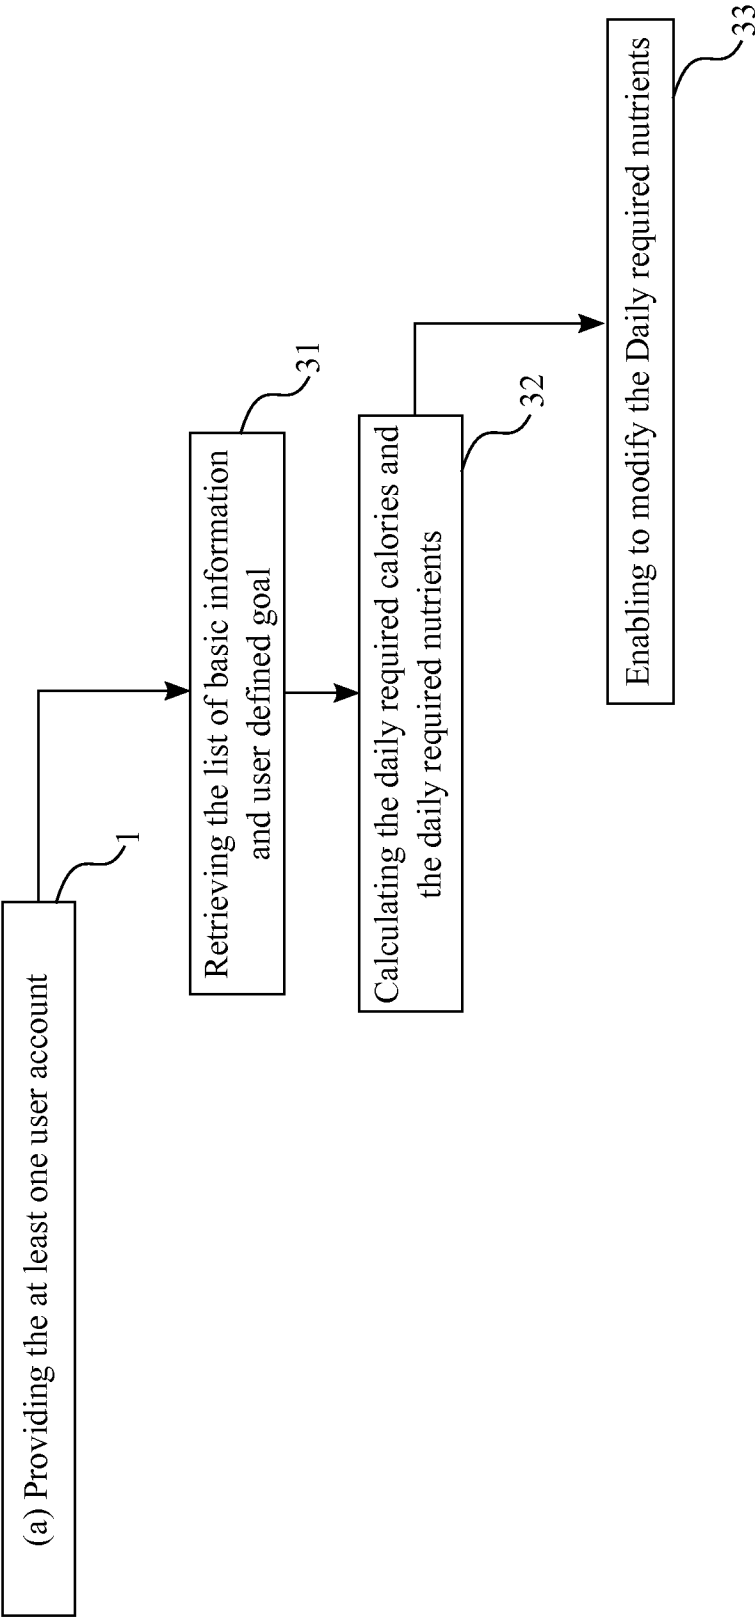 (a) Providing the at least one user account
1
Retrieving the list of basic information
and user defined goal
31
Calculating the daily required calories and
the daily required nutrients
32
Enabling to modify the Daily required nutrients
33